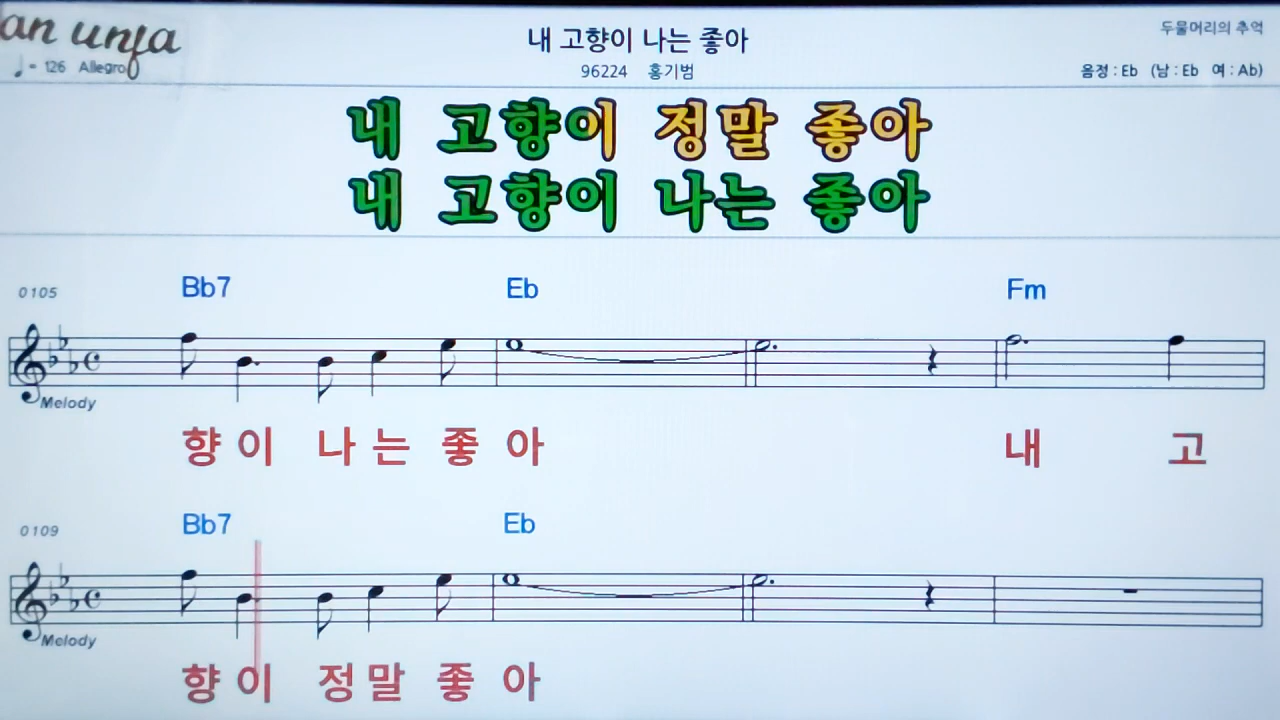 an unja
♩= 126 Allegro
내 고향이 나는 좋아
96224 홍기범
두물머리의 추억
음정 : Eb (남 : Eb 여 : Ab)
내 고향이 정말 좋아
내 고향이 나는 좋아
0105 Bb7 Eb Fm
Melody
향 이 나 는 좋 아 내 고
0109 Bb7 Eb
Melody
향 이 정 말 좋 아